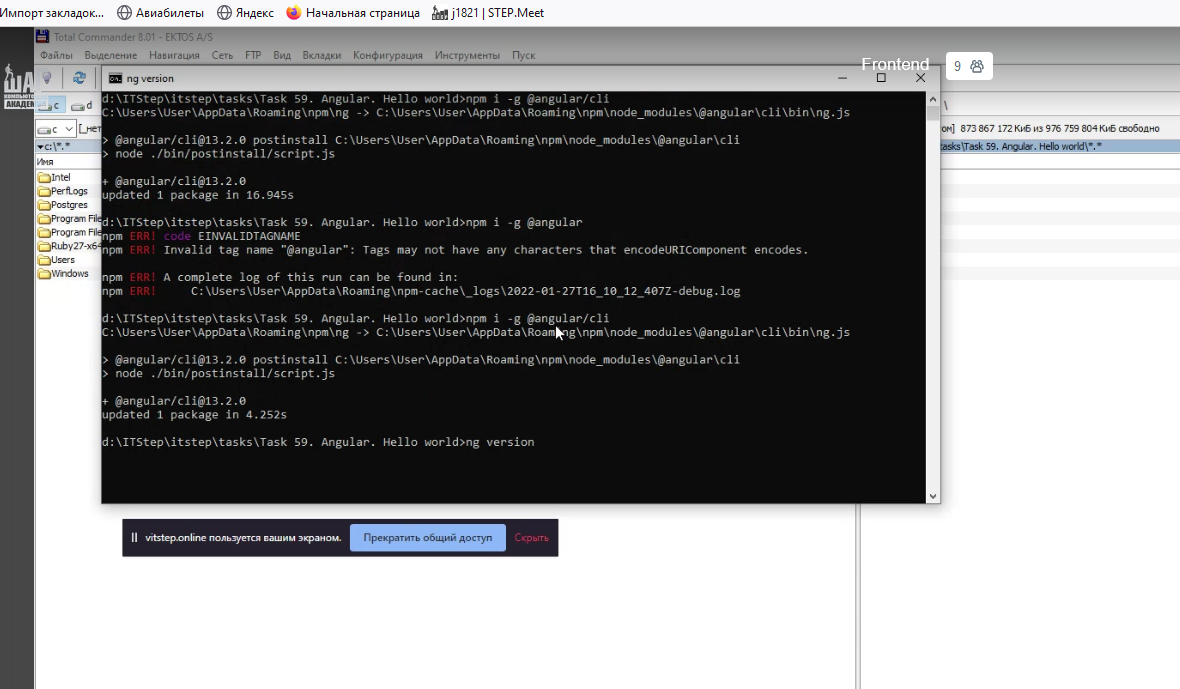 Импорт закладок... Авиабилеты Яндекс Начальная страница j1821 | STEP.Meet
Total Commander 8.01 - EKTOS A/S
Файлы Выделение Навигация Сеть FTP Вид Вкладки Конфигурация Инструменты Пуск
Frontend 9
ng version
c d
\
c [_нет
ом] 873 867 172 КиБ из 976 759 804 КиБ свободно
c:\*.*
tasks\Task 59. Angular. Hello world\*.*
Имя
Intel
PerfLogs
Postgres
Program File
Program File
Ruby27-x64
Users
Windows
d:\ITStep\itstep\tasks\Task 59. Angular. Hello world>npm i -g @angular/cli
C:\Users\User\AppData\Roaming\npm\ng -> C:\Users\User\AppData\Roaming\npm\node_modules\@angular\cli\bin\ng.js
> @angular/cli@13.2.0 postinstall C:\Users\User\AppData\Roaming\npm\node_modules\@angular\cli
> node ./bin/postinstall/script.js
+ @angular/cli@13.2.0
updated 1 package in 16.945s
d:\ITStep\itstep\tasks\Task 59. Angular. Hello world>npm i -g @angular
npm ERR! code EINVALIDTAGNAME
npm ERR! Invalid tag name "@angular": Tags may not have any characters that encodeURIComponent encodes.
npm ERR! A complete log of this run can be found in:
npm ERR! C:\Users\User\AppData\Roaming\npm-cache\_logs\2022-01-27T16_10_12_407Z-debug.log
d:\ITStep\itstep\tasks\Task 59. Angular. Hello world>npm i -g @angular/cli
C:\Users\User\AppData\Roaming\npm\ng -> C:\Users\User\AppData\Roaming\npm\node_modules\@angular\cli\bin\ng.js
> @angular/cli@13.2.0 postinstall C:\Users\User\AppData\Roaming\npm\node_modules\@angular\cli
> node ./bin/postinstall/script.js
+ @angular/cli@13.2.0
updated 1 package in 4.252s
d:\ITStep\itstep\tasks\Task 59. Angular. Hello world>ng version
vitstep.online пользуется вашим экраном. Прекратить общий доступ Скрыть